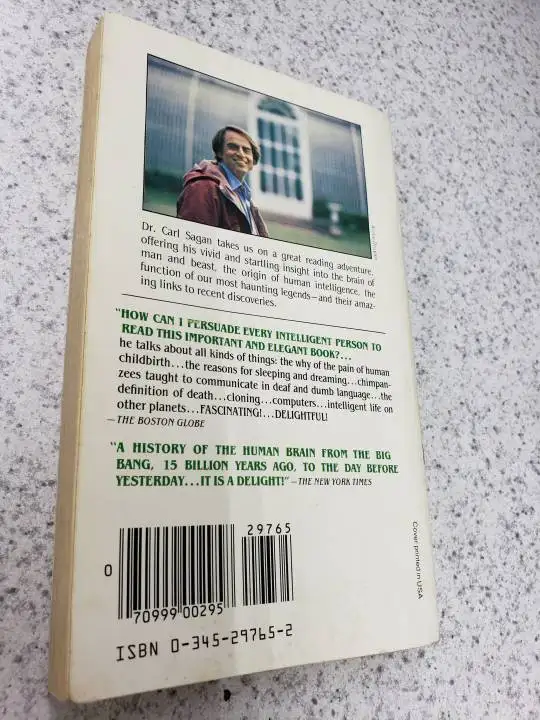 Dr. Carl Sagan takes us on a great reading adventure,
offering his vivid and startling insight into the brain of
man and beast, the origin of human intelligence, the
function of our most haunting legends—and their amaz-
ing links to recent discoveries.
"HOW CAN I PERSUADE EVERY INTELLIGENT PERSON TO
READ THIS IMPORTANT AND ELEGANT BOOK?...
he talks about all kinds of things: the why of the pain of human
childbirth...the reasons for sleeping and dreaming...chimpan-
zees taught to communicate in deaf and dumb language...the
definition of death...cloning...computers...intelligent life on
other planets...FASCINATING!...DELIGHTFUL!
—THE BOSTON GLOBE
"A HISTORY OF THE HUMAN BRAIN FROM THE BIG
BANG, 15 BILLION YEARS AGO, TO THE DAY BEFORE
YESTERDAY...IT IS A DELIGHT!" —THE NEW YORK TIMES
29765
0
70999 00295
ISBN 0-345-29765-2
Cover printed in USA